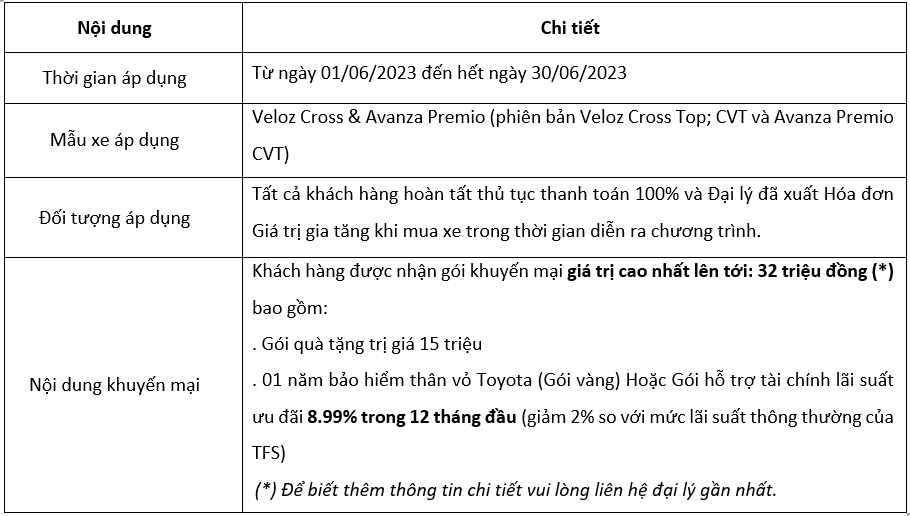 Nội dung
Chi tiết
Thời gian áp dụng
Từ ngày 01/06/2023 đến hết ngày 30/06/2023
Mẫu xe áp dụng
Veloz Cross & Avanza Premio (phiên bản Veloz Cross Top; CVT và Avanza Premio
CVT)
Đối tượng áp dụng
Tất cả khách hàng hoàn tất thủ tục thanh toán 100% và Đại lý đã xuất Hóa đơn
Giá trị gia tăng khi mua xe trong thời gian diễn ra chương trình.
Nội dung khuyến mại
Khách hàng được nhận gói khuyến mại giá trị cao nhất lên tới: 32 triệu đồng (*)
bao gồm:
. Gói quà tặng trị giá 15 triệu
. 01 năm bảo hiểm thân vỏ Toyota (Gói vàng) Hoặc Gói hỗ trợ tài chính lãi suất
ưu đãi 8.99% trong 12 tháng đầu (giảm 2% so với mức lãi suất thông thường của
TFS)
(*) Để biết thêm thông tin chi tiết vui lòng liên hệ đại lý gần nhất.